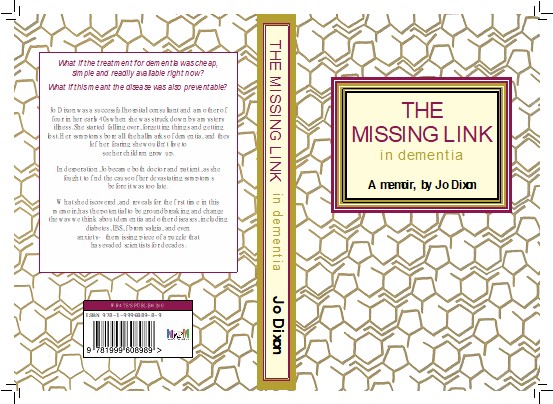 What if the treatment for dementia was cheap,
simple and readily available right now?
What if this meant the disease was also preventable?
Jo Dixon was a successful hospital consultant and a mother of
four in her early 40s when she was struck down by a mystery
illness. She started falling over, forgetting things and getting
lost. Her symptoms bore all the hallmarks of dementia, and they
left her fearing she wouldn't live to
see her children grow up.
In desperation, Jo became both doctor and patient, as she
fought to find the cause of her devastating symptoms
before it was too late.
What she discovered, and reveals for the first time in this
memoir, has the potential to be groundbreaking and change
the way we think about dementia and other diseases, including
diabetes, IBS, fibromyalgia, and even
anxiety – the missing piece of a puzzle that
has evaded scientists for decades.
ISBN 978-1-9996089-8-9
9 781999 608989 >
THE MISSING LINK in dementia Jo Dixon
THE
MISSING LINK
in dementia
A memoir, by Jo Dixon